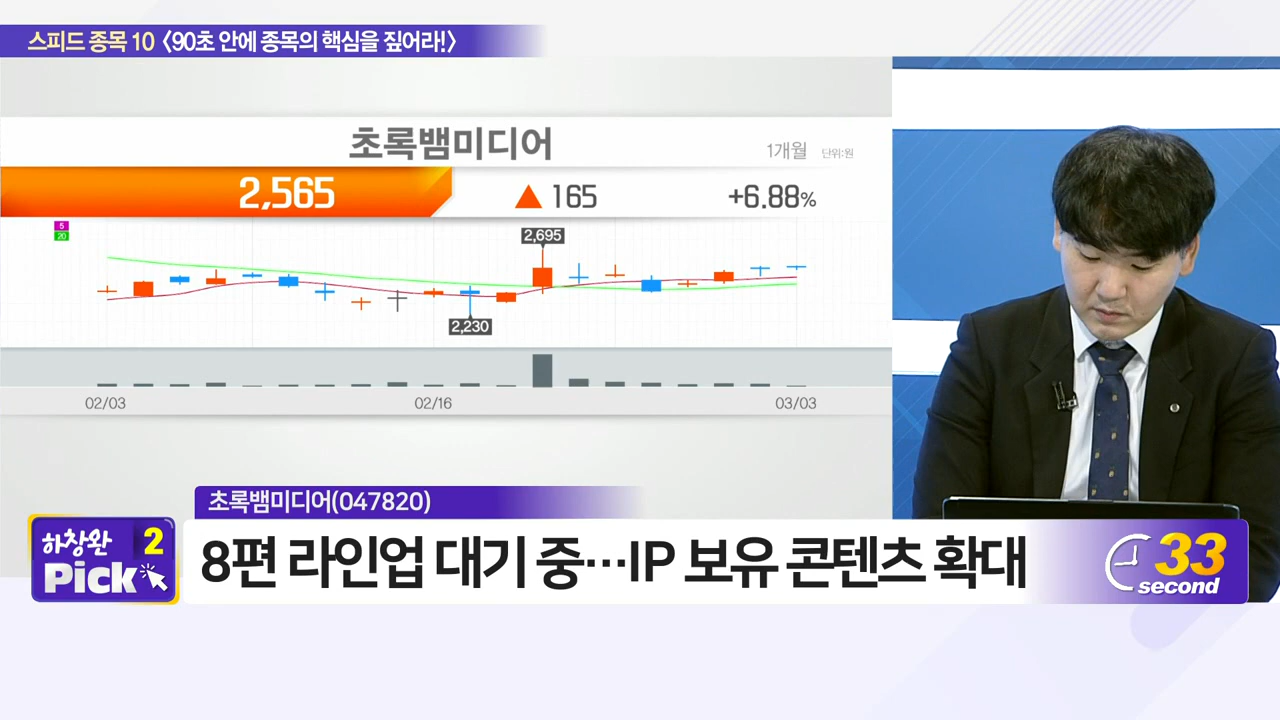 스피드 종목 10 〈90초 안에 종목의 핵심을 짚어라!〉
초록뱀미디어
1개월 단위:원
2,565 ▲ 165 +6.88%
5
20
2,695
2,230
02/03 02/16 03/03
초록뱀미디어(047820)
하창완 2
Pick
8편 라인업 대기 중…IP 보유 콘텐츠 확대
33
second